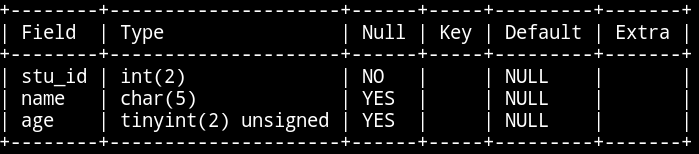 +--------+---------------------+------+-----+---------+-------+
| Field  | Type                | Null | Key | Default | Extra |
+--------+---------------------+------+-----+---------+-------+
| stu_id | int(2)              | NO   |     | NULL    |       |
| name   | char(5)             | YES  |     | NULL    |       |
| age    | tinyint(2) unsigned | YES  |     | NULL    |       |
+--------+---------------------+------+-----+---------+-------+